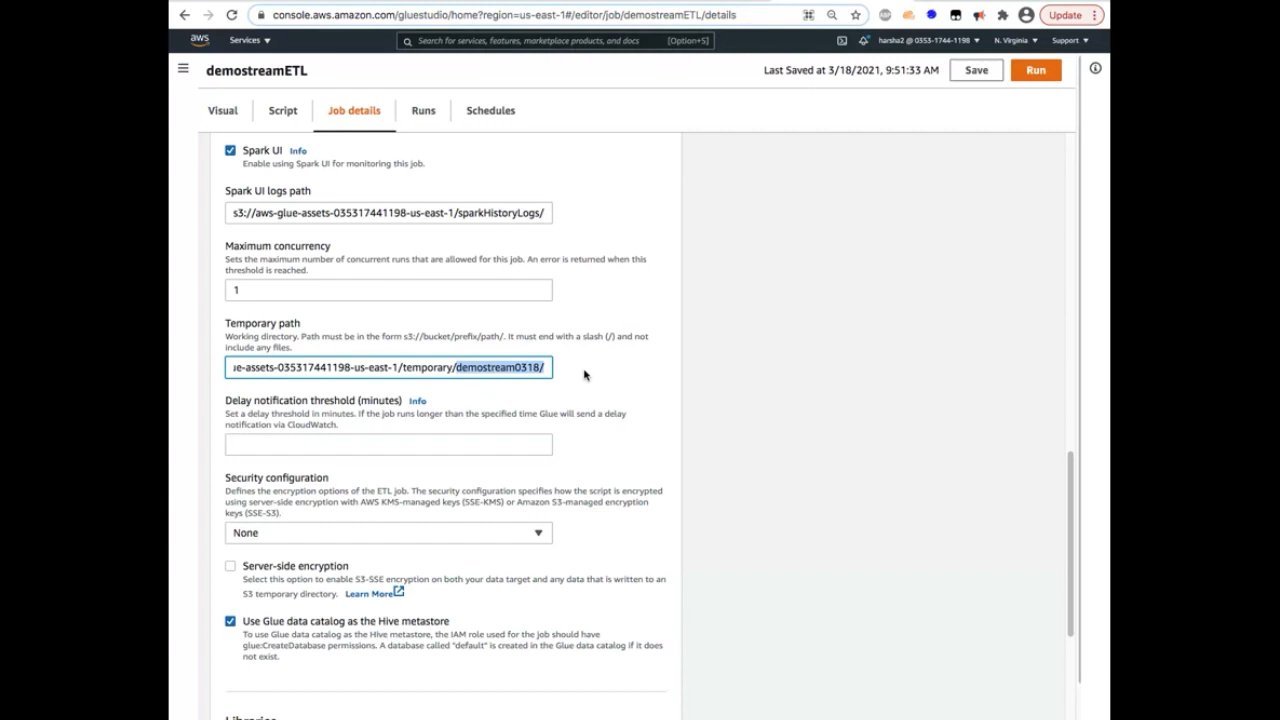 console.aws.amazon.com/gluestudio/home?region=us-east-1#/editor/job/demostreamETL/details
Update
aws
Services
Search for services, features, marketplace products, and docs
[Option+S]
harsha2 @ 0353-1744-1198
N. Virginia
Support
demostreamETL
Last Saved at 3/18/2021, 9:51:33 AM
Save
Run
Visual
Script
Job details
Runs
Schedules
Spark UI Info
Enable using Spark UI for monitoring this job.
Spark UI logs path
s3://aws-glue-assets-035317441198-us-east-1/sparkHistoryLogs/
Maximum concurrency
Sets the maximum number of concurrent runs that are allowed for this job. An error is returned when this
threshold is reached.
1
Temporary path
Working directory. Path must be in the form s3://bucket/prefix/path/. It must end with a slash (/) and not
include any files.
e-assets-035317441198-us-east-1/temporary/demostream0318/
Delay notification threshold (minutes) Info
Set a delay threshold in minutes. If the job runs longer than the specified time Glue will send a delay
notification via CloudWatch.
Security configuration
Defines the encryption options of the ETL job. The security configuration specifies how the script is encrypted
using server-side encryption with AWS KMS-managed keys (SSE-KMS) or Amazon S3-managed encryption
keys (SSE-S3).
None
Server-side encryption
Select this option to enable S3-SSE encryption on both your data target and any data that is written to an
S3 temporary directory. Learn More
Use Glue data catalog as the Hive metastore
To use Glue data catalog as the Hive metastore, the IAM role used for the job should have
glue:CreateDatabase permissions. A database called "default" is created in the Glue data catalog if it does
not exist.
Libraries